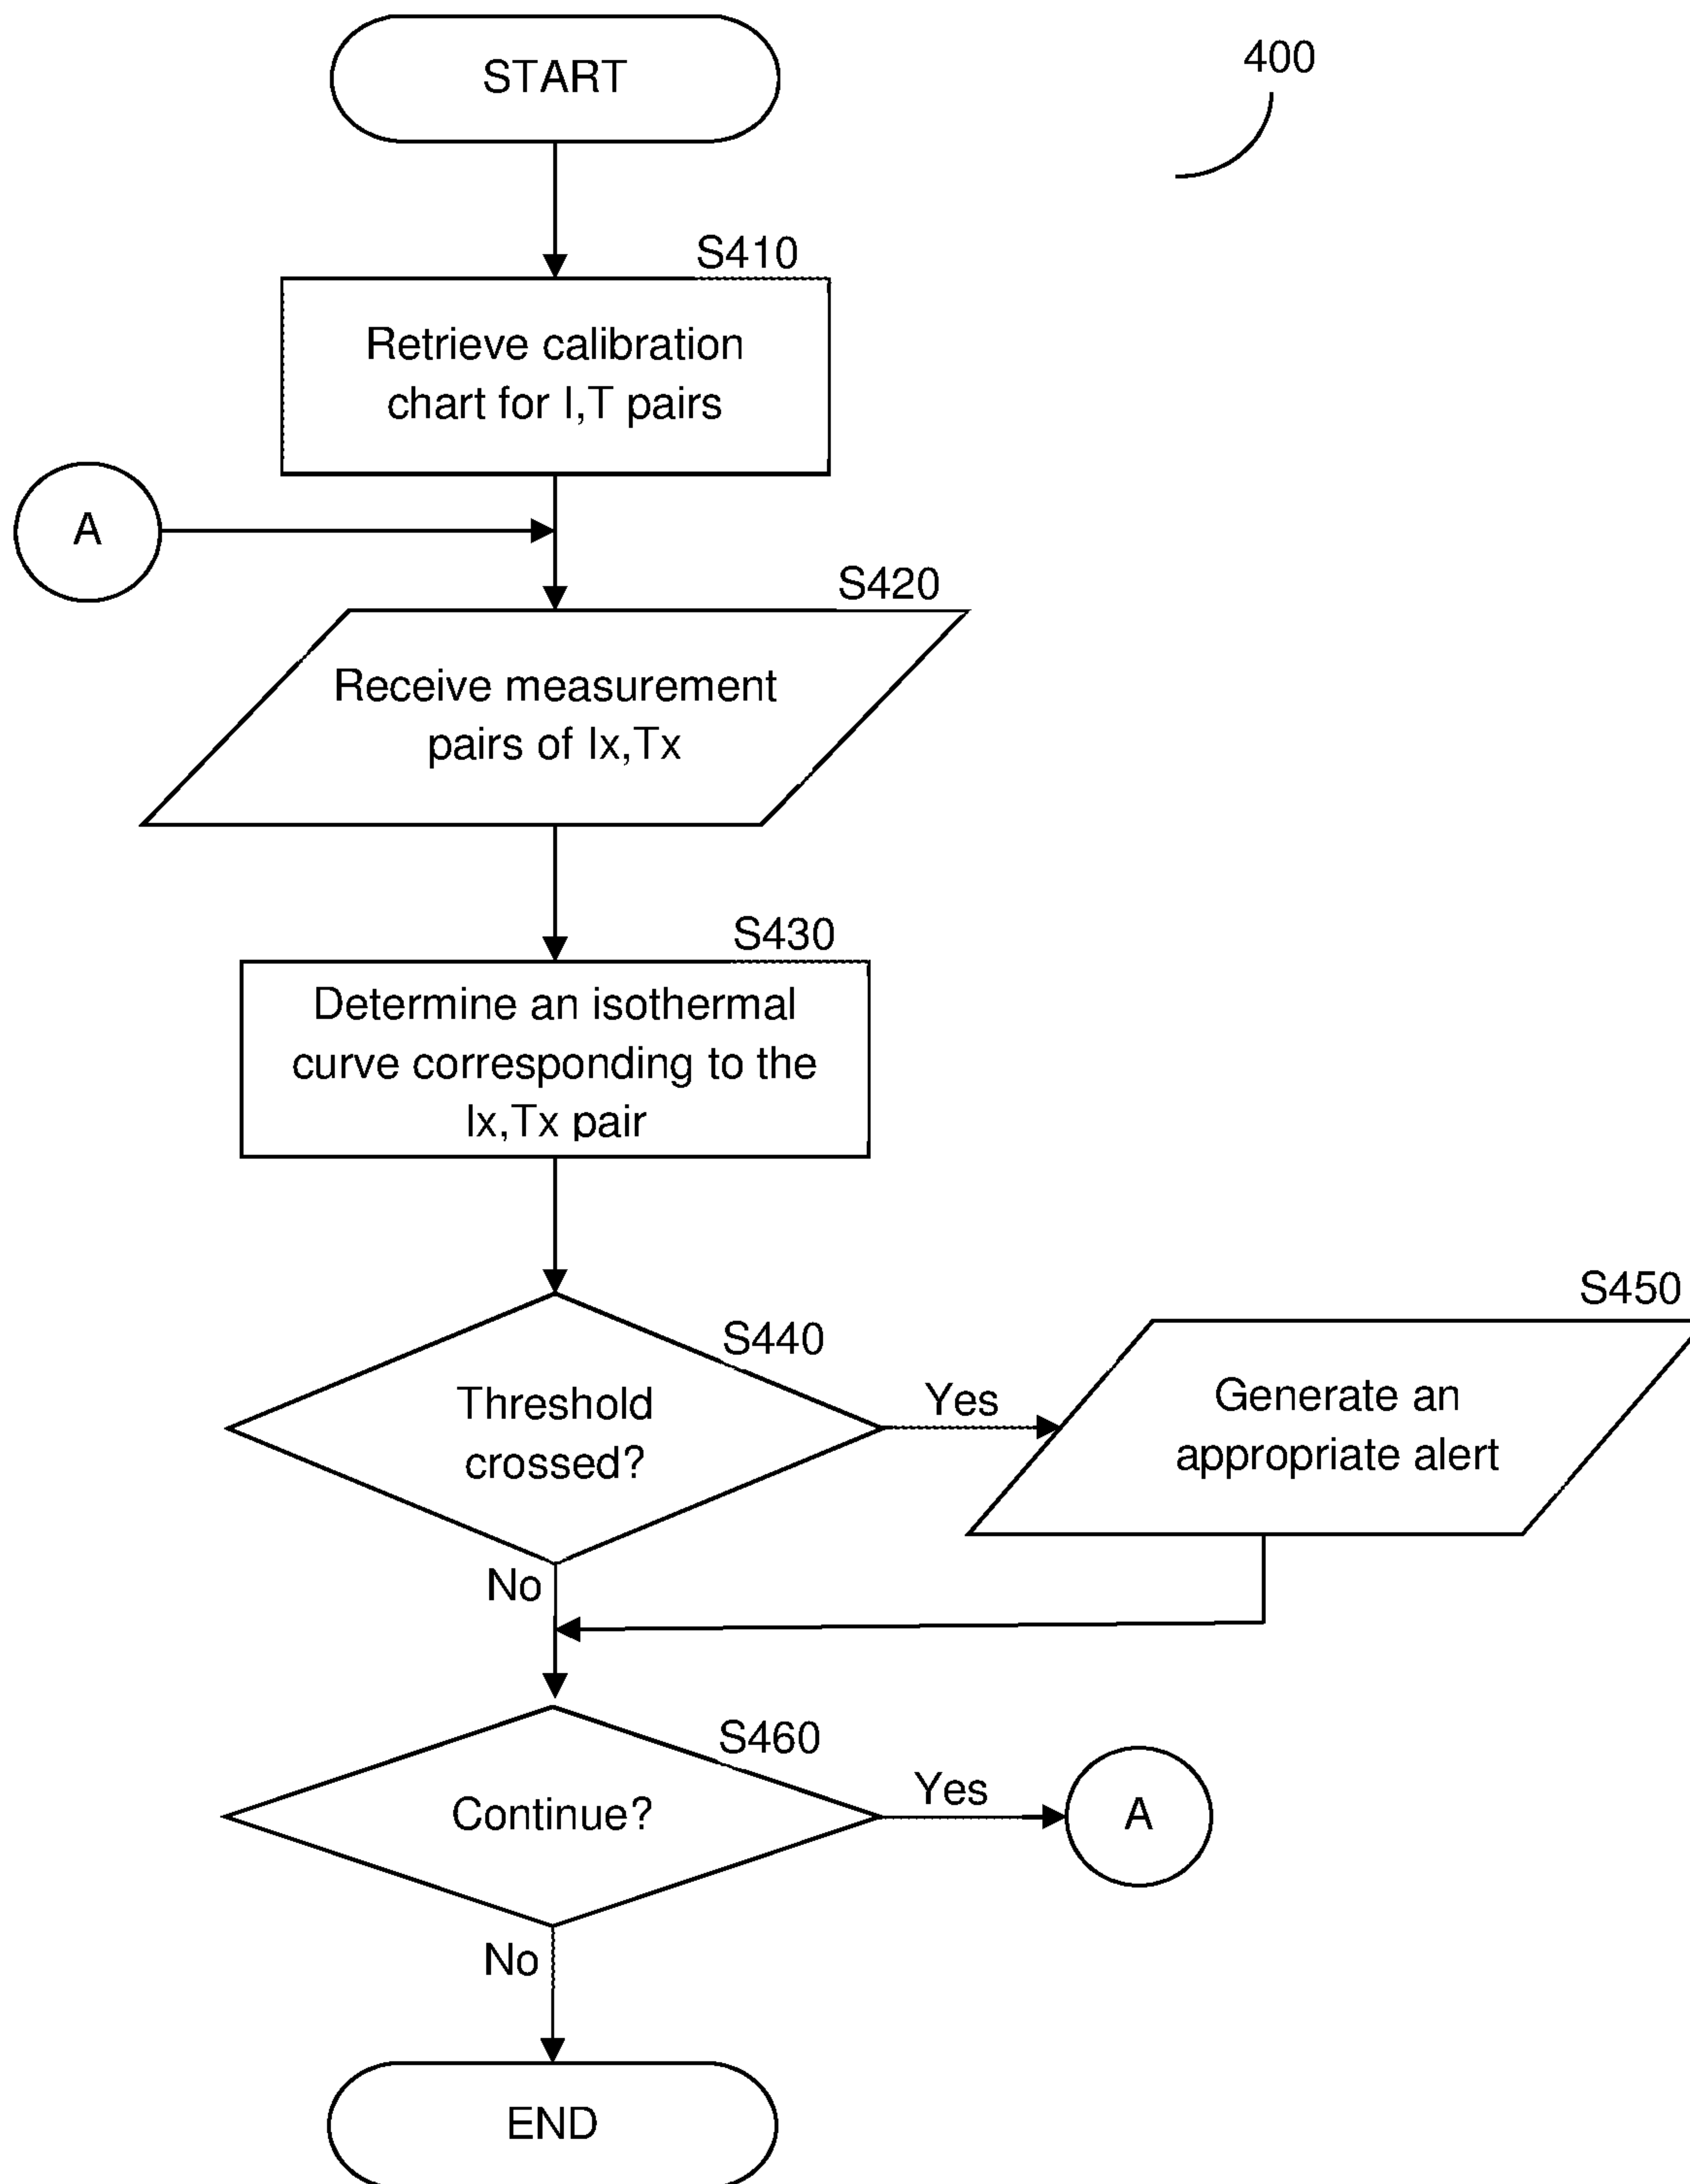 START
400
S410
Retrieve calibration
chart for I,T pairs
A
S420
Receive measurement
pairs of Ix,Tx
S430
Determine an isothermal
curve corresponding to the
Ix,Tx pair
S440
Threshold
crossed?
Yes
S450
Generate an
appropriate alert
No
S460
Continue?
Yes
A
No
END